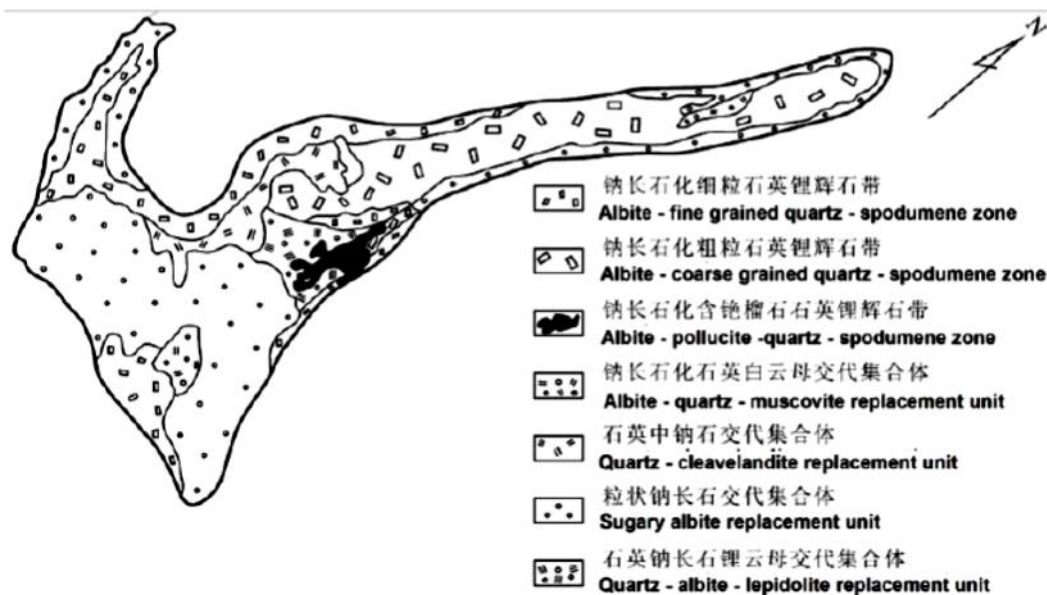 N
钠长石化细粒石英锂辉石带
Albite - fine grained quartz - spodumene zone
钠长石化粗粒石英锂辉石带
Albite - coarse grained quartz - spodumene zone
钠长石化含铯榴石石英锂辉石带
Albite - pollucite -quartz - spodumene zone
钠长石化石英白云母交代集合体
Albite - quartz - muscovite replacement unit
石英中钠石交代集合体
Quartz - cleavelandite replacement unit
粒状钠长石交代集合体
Sugary albite replacement unit
石英钠长石锂云母交代集合体
Quartz - albite - lepidolite replacement unit